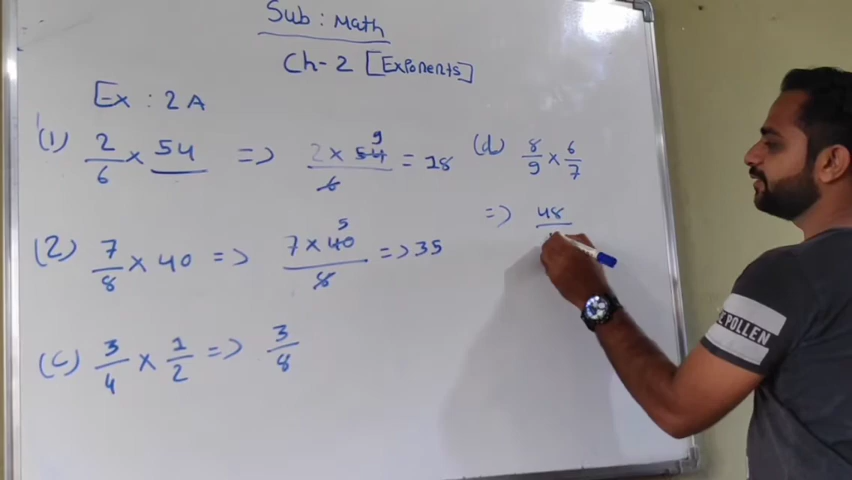 Sub : Math
Ch-2 [Exponents]
Ex : 2A
(1) 2/6 × 54 => 2 × 54 9 / 6 = 18
(2) 7/8 × 40 => 7 × 40 5 / 8 => 35
(C) 3/4 × 1/2 => 3/8
(d) 8/9 × 6/7
=> 48
POLLEN